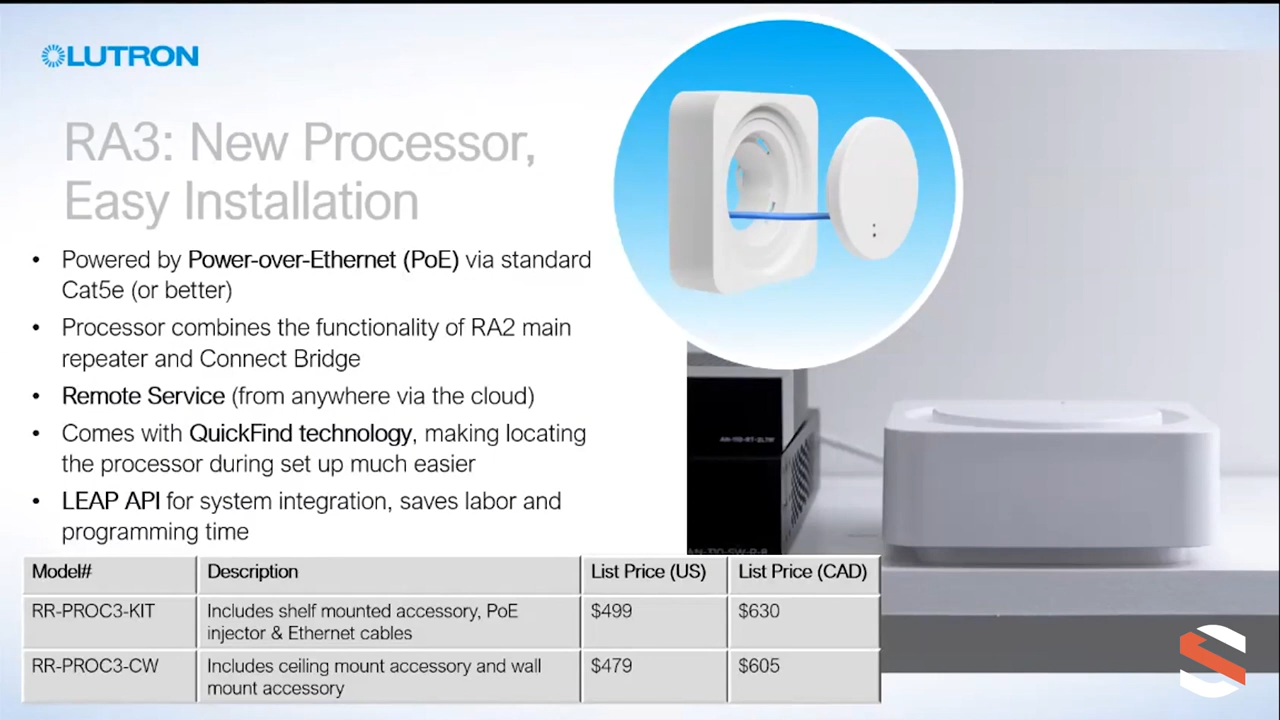 LUTRON
RA3: New Processor,
Easy Installation
• Powered by Power-over-Ethernet (PoE) via standard
Cat5e (or better)
• Processor combines the functionality of RA2 main
repeater and Connect Bridge
• Remote Service (from anywhere via the cloud)
• Comes with QuickFind technology, making locating
the processor during set up much easier
• LEAP API for system integration, saves labor and
programming time
Model# Description List Price (US) List Price (CAD)
RR-PROC3-KIT Includes shelf mounted accessory, PoE
injector & Ethernet cables $499 $630
RR-PROC3-CW Includes ceiling mount accessory and wall
mount accessory $479 $605